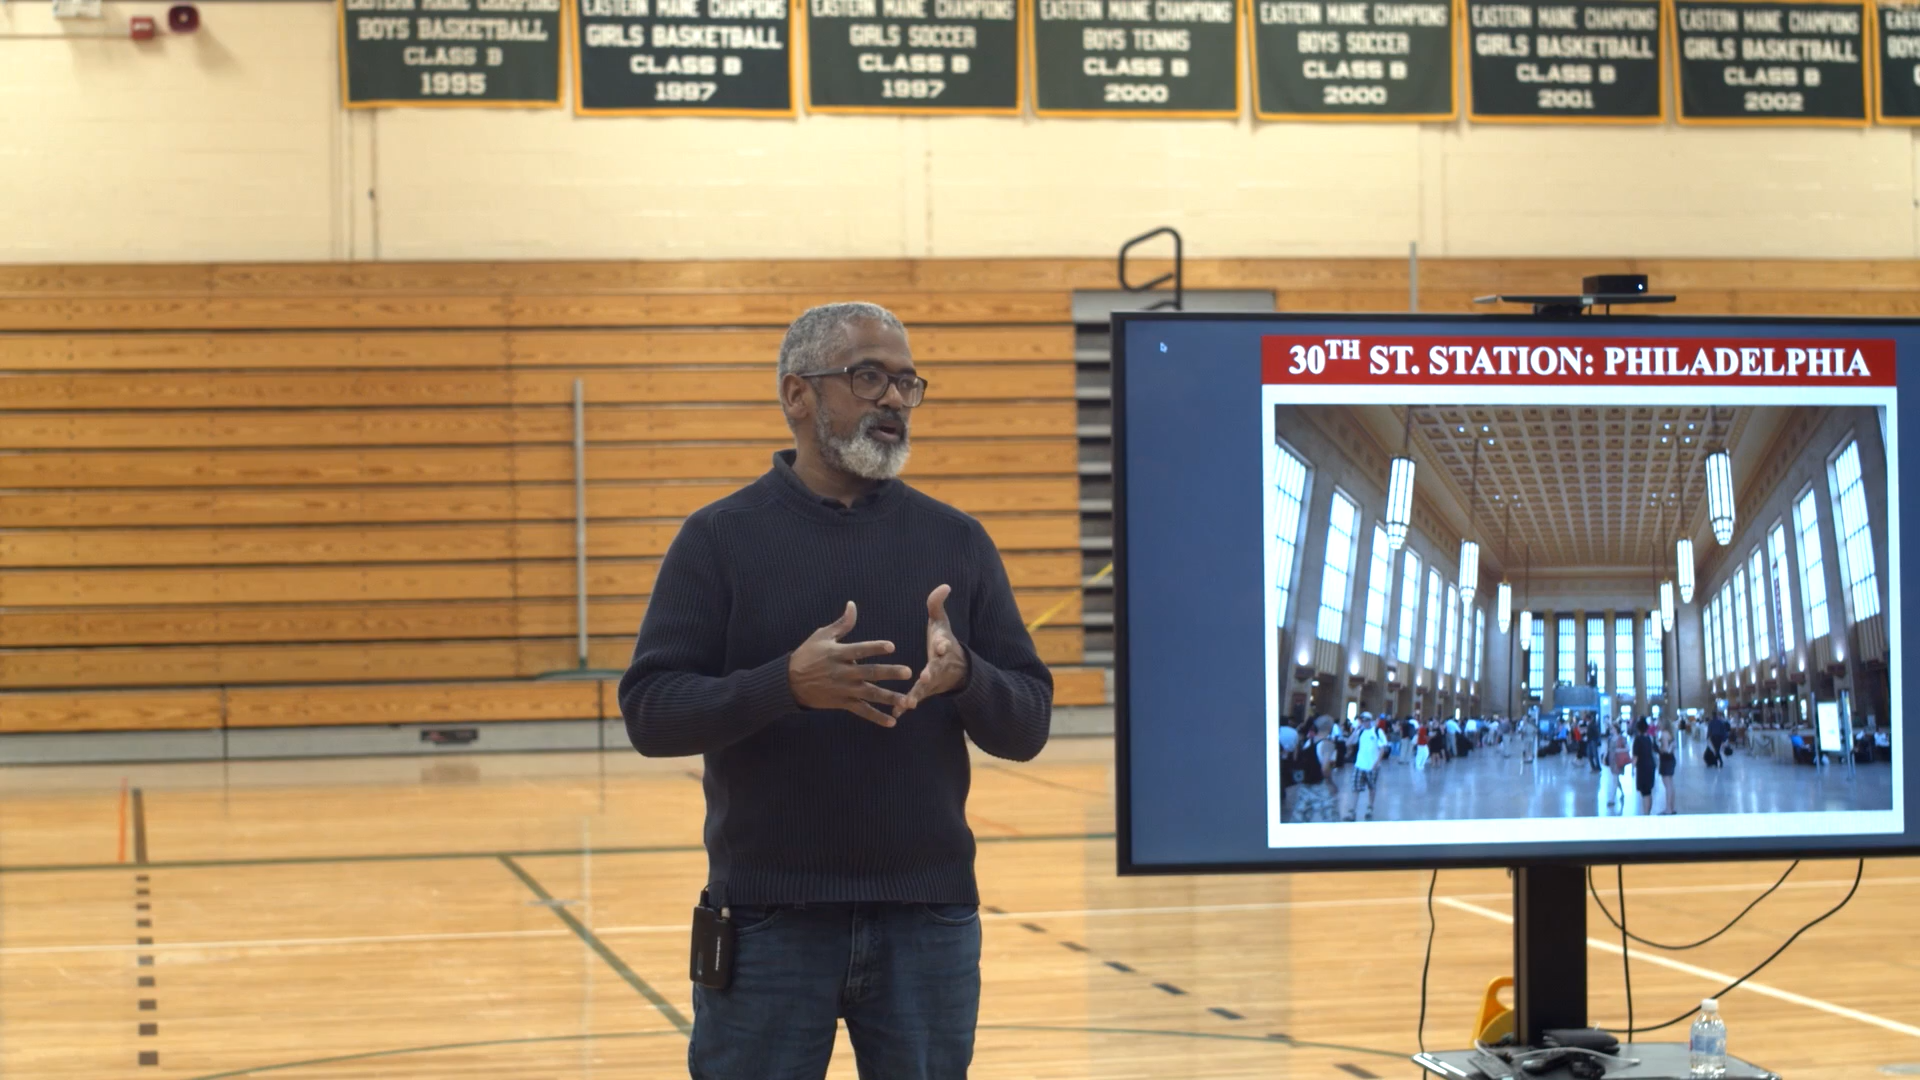 EASTERN MAINE CHAMPIONS
BOYS BASKETBALL
CLASS B
1995
EASTERN MAINE CHAMPIONS
GIRLS BASKETBALL
CLASS B
1997
EASTERN MAINE CHAMPIONS
GIRLS SOCCER
CLASS B
1997
EASTERN MAINE CHAMPIONS
BOYS TENNIS
CLASS B
2000
EASTERN MAINE CHAMPIONS
BOYS SOCCER
CLASS B
2000
EASTERN MAINE CHAMPIONS
GIRLS BASKETBALL
CLASS B
2001
EASTERN MAINE CHAMPIONS
GIRLS BASKETBALL
CLASS B
2002
30TH ST. STATION: PHILADELPHIA